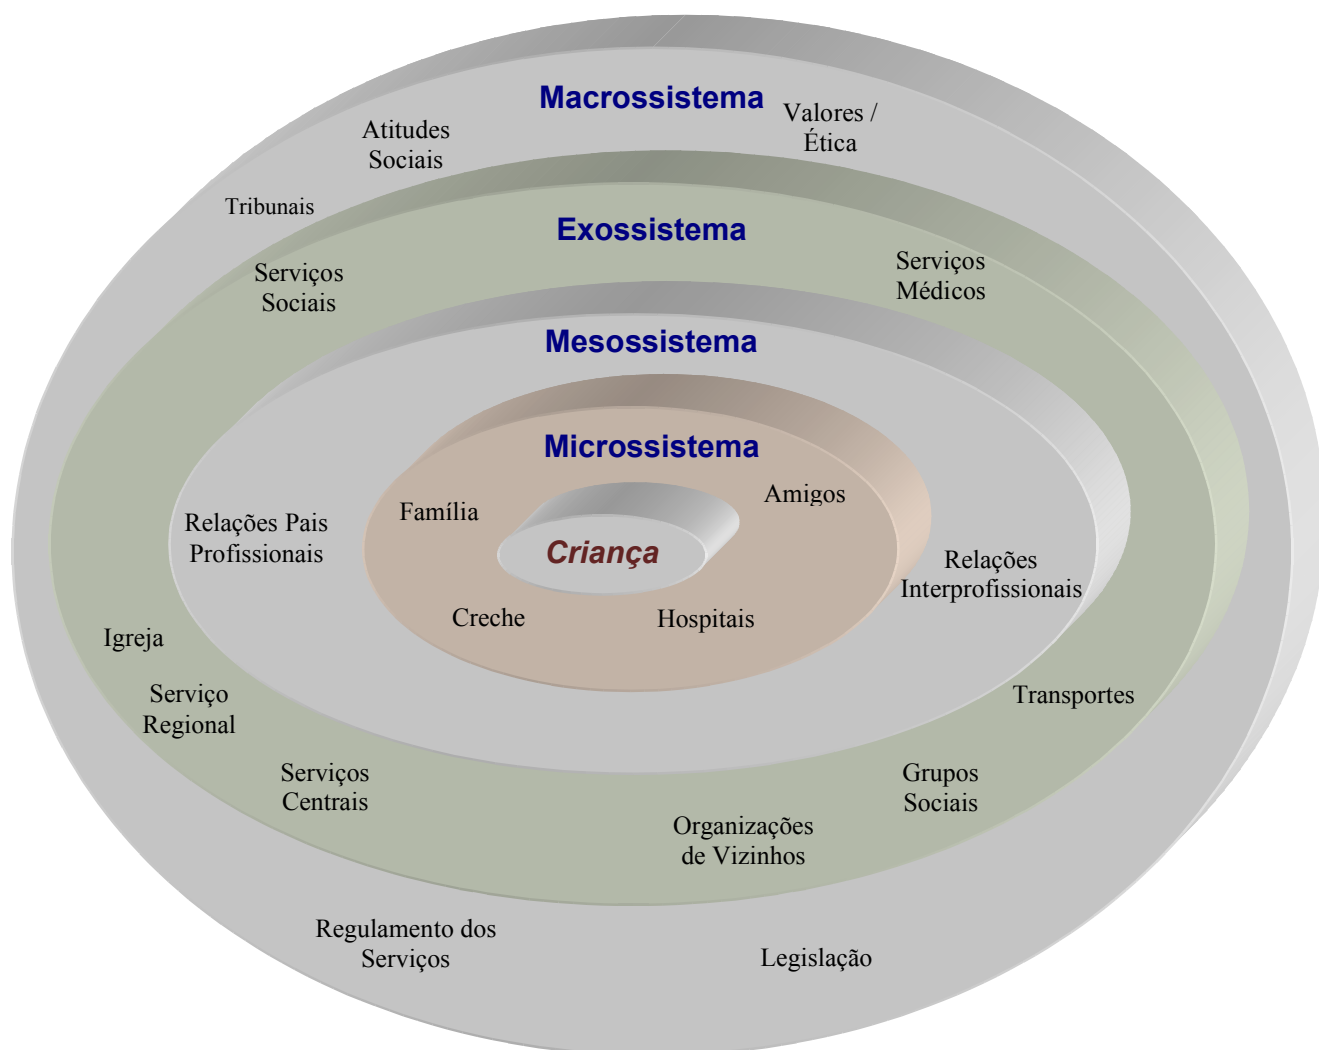 Macrossistema
Valores /
Ética
Atitudes
Sociais
Tribunais
Exossistema
Serviços
Sociais
Serviços
Médicos
Mesossistema
Microssistema
Amigos
Família
Relações Pais
Profissionais
Criança
Relações
Interprofissionais
Creche
Hospitais
Igreja
Serviço
Regional
Transportes
Serviços
Centrais
Grupos
Sociais
Organizações
de Vizinhos
Regulamento dos
Serviços
Legislação